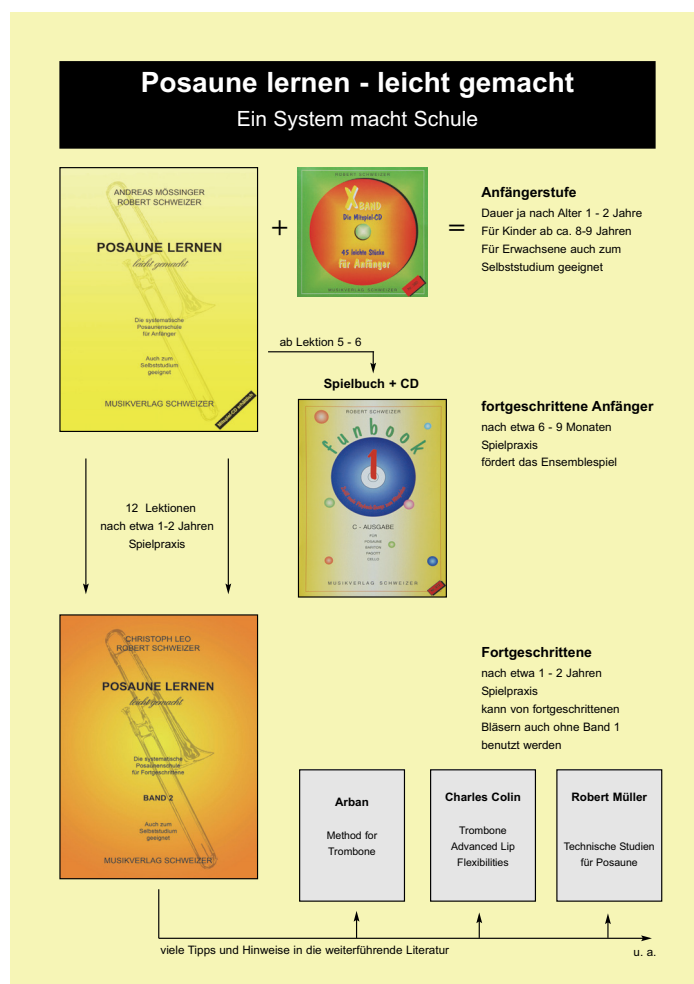 Posaune lernen - leicht gemacht
Ein System macht Schule
ANDREAS MÖSSINGER
ROBERT SCHWEIZER
POSAUNE LERNEN
leicht gemacht
Die systematische
Posaunenschule
für Anfänger
Auch zum
Selbststudium
geeignet
MUSIKVERLAG SCHWEIZER
+
ROBERT SCHWEIZER
X BAND
Die Mitspiel-CD
45 leichte Stücke
für Anfänger
MUSIKVERLAG SCHWEIZER
=
Anfängerstufe
Dauer ja nach Alter 1 - 2 Jahre
Für Kinder ab ca. 8-9 Jahren
Für Erwachsene auch zum
Selbststudium geeignet
ab Lektion 5 - 6
Spielbuch + CD
ROBERT SCHWEIZER
funbook
1
C - AUSGABE
FÜR
POSAUNE
BARITON
FAGOTT
CELLO
MUSIKVERLAG SCHWEIZER
fortgeschrittene Anfänger
nach etwa 6 - 9 Monaten
Spielpraxis
fördert das Ensemblespiel
12 Lektionen
nach etwa 1-2 Jahren
Spielpraxis
CHRISTOPH LEO
ROBERT SCHWEIZER
POSAUNE LERNEN
leicht gemacht
Die systematische
Posaunenschule
für Fortgeschrittene
BAND 2
Auch zum
Selbststudium
geeignet
MUSIKVERLAG SCHWEIZER
Fortgeschrittene
nach etwa 1 - 2 Jahren
Spielpraxis
kann von fortgeschrittenen
Bläsern auch ohne Band 1
benutzt werden
Arban
Method for
Trombone
Charles Colin
Trombone
Advanced Lip
Flexibilities
Robert Müller
Technische Studien
für Posaune
viele Tipps und Hinweise in die weiterführende Literatur
u. a.